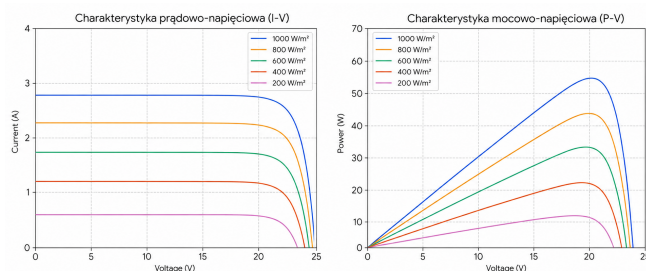 Charakterystyka prądowo-napięciowa (I-V)
4
3
2
1
0
Current (A)
0
5
10
15
20
25
Voltage (V)
1000 W/m²
800 W/m²
600 W/m²
400 W/m²
200 W/m²
Charakterystyka mocowo-napięciowa (P-V)
70
60
50
40
30
20
10
0
Power (W)
0
5
10
15
20
25
Voltage (V)
1000 W/m²
800 W/m²
600 W/m²
400 W/m²
200 W/m²